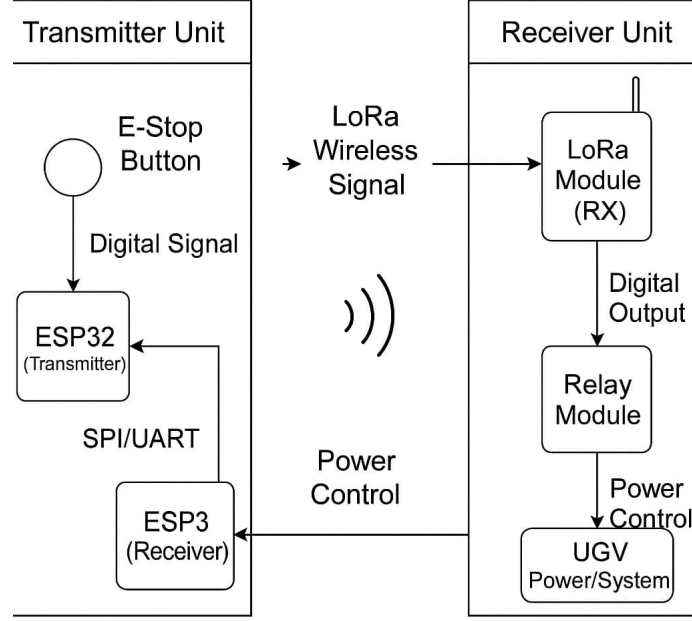 Transmitter Unit
E-Stop
Button
Digital Signal
ESP32
(Transmitter)
SPI/UART
ESP3
(Receiver)
LoRa
Wireless
Signal
Power
Control
Receiver Unit
LoRa
Module
(RX)
Digital
Output
Relay
Module
Power
Control
UGV
Power/System